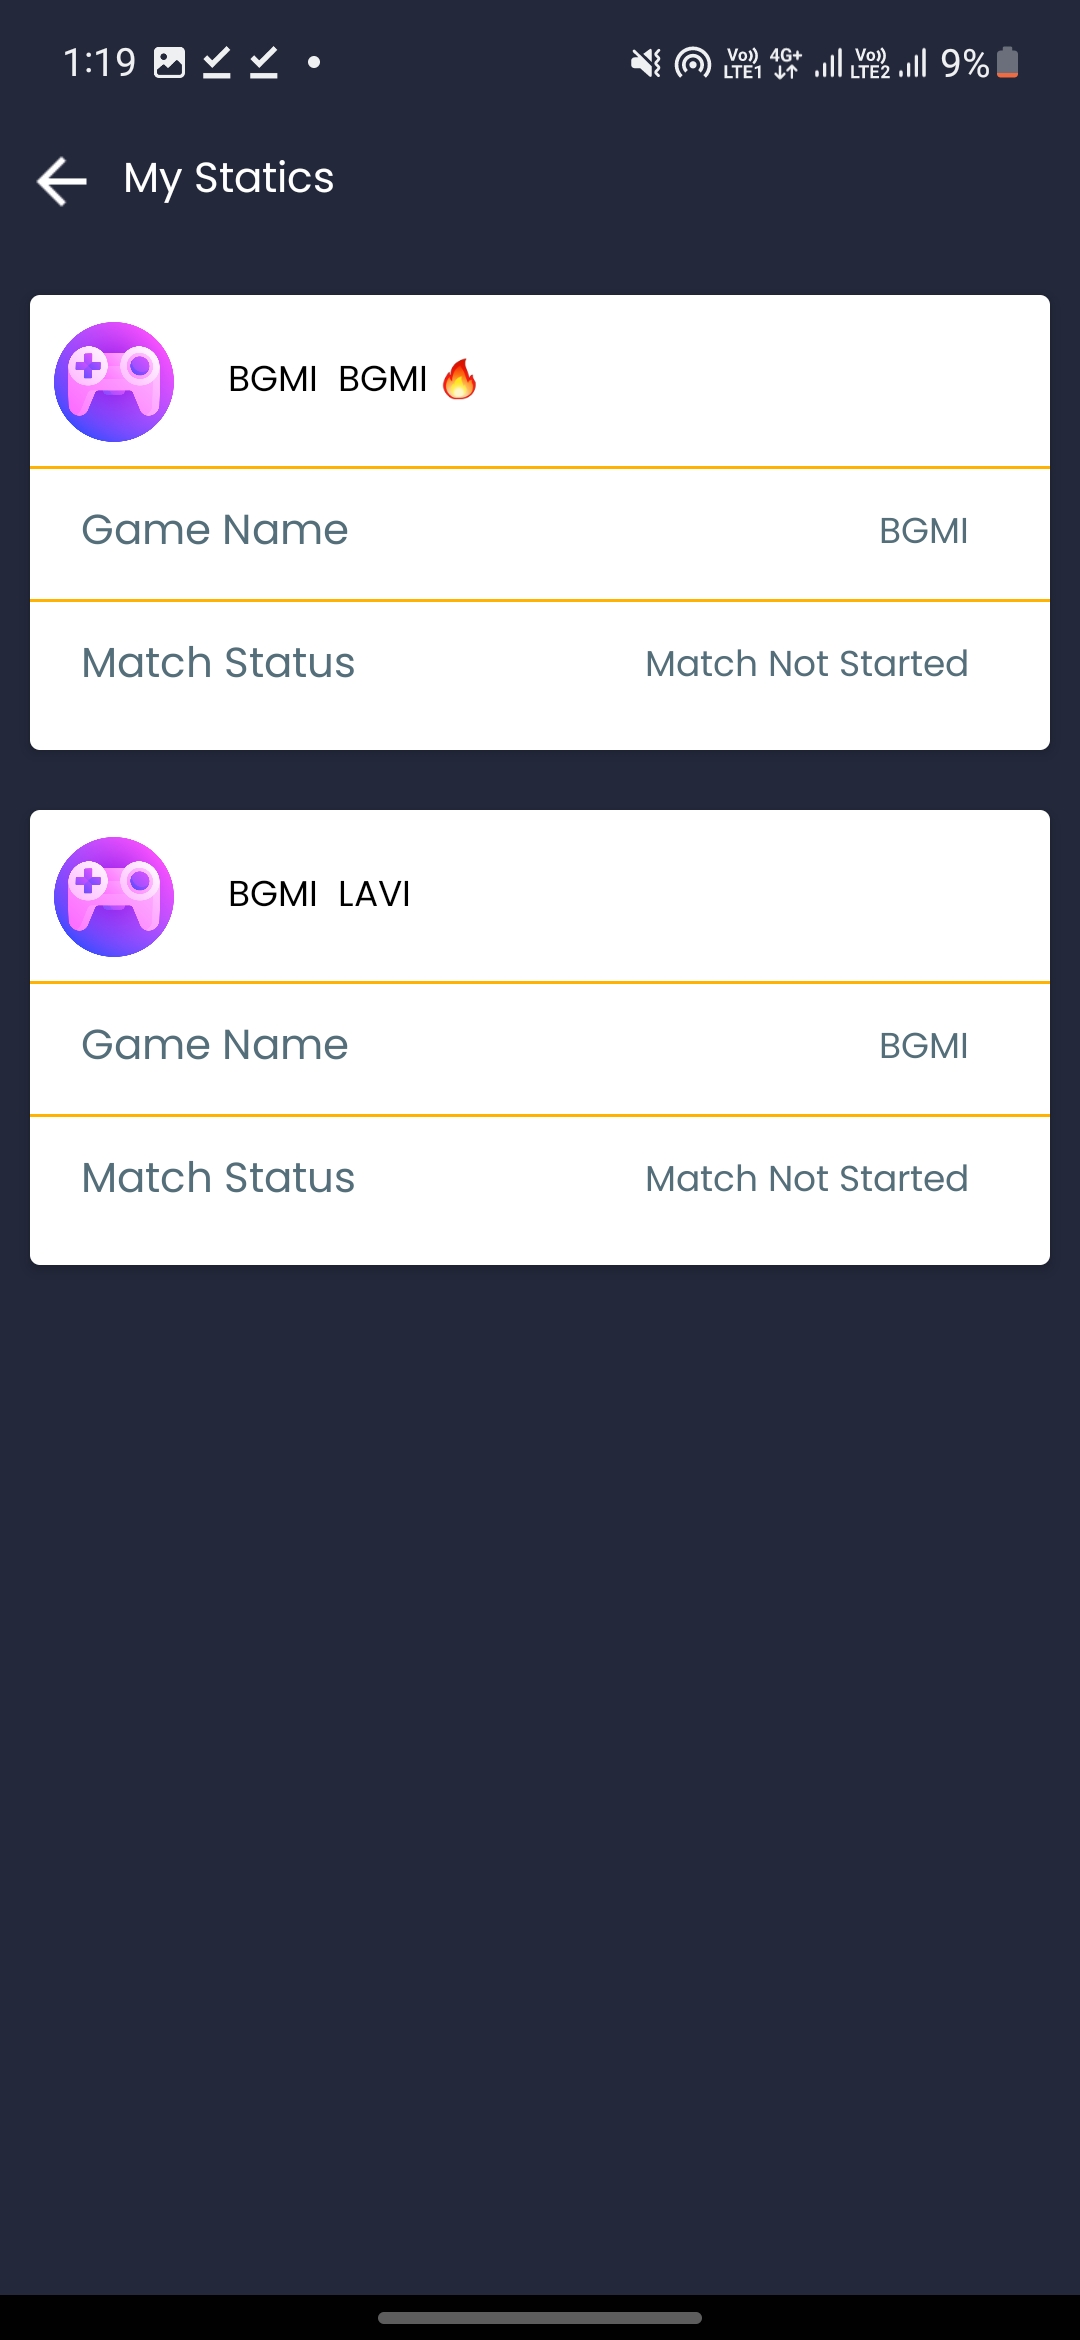 1:19 Vo)) LTE1 4G+ Vo)) LTE2 9%
My Statics
BGMI BGMI 🔥
Game Name BGMI
Match Status Match Not Started
BGMI LAVI
Game Name BGMI
Match Status Match Not Started